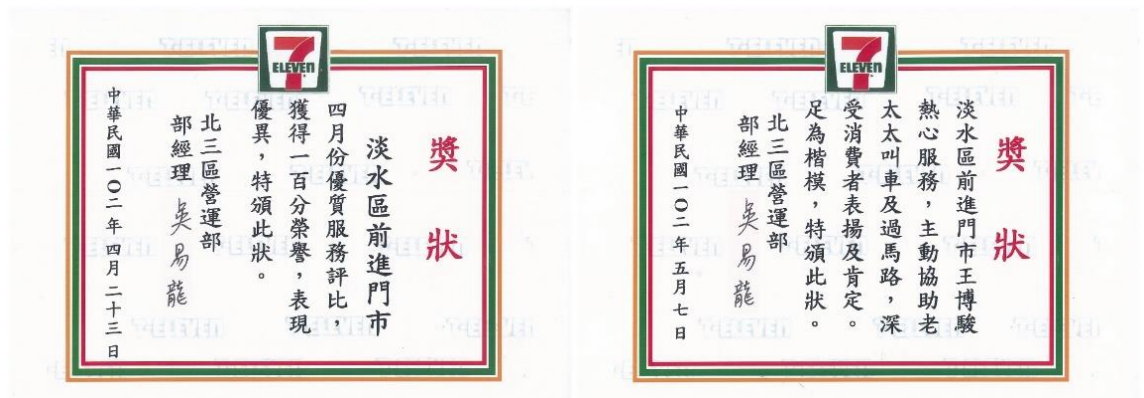 7
ELEVEn
獎狀
淡水區前進門市
四月份優質服務評比，
獲得一百分榮譽，表現
優異，特頒此狀。
北三區營運部
部經理 吳易龍
中華民國一〇二年四月二十三日
7
ELEVEn
獎狀
淡水區前進門市王博駿
熱心服務，主動協助老
太太叫車及過馬路，深
受消費者表揚及肯定。
足為楷模，特頒此狀。
北三區營運部
部經理 吳易龍
中華民國一〇二年五月七日